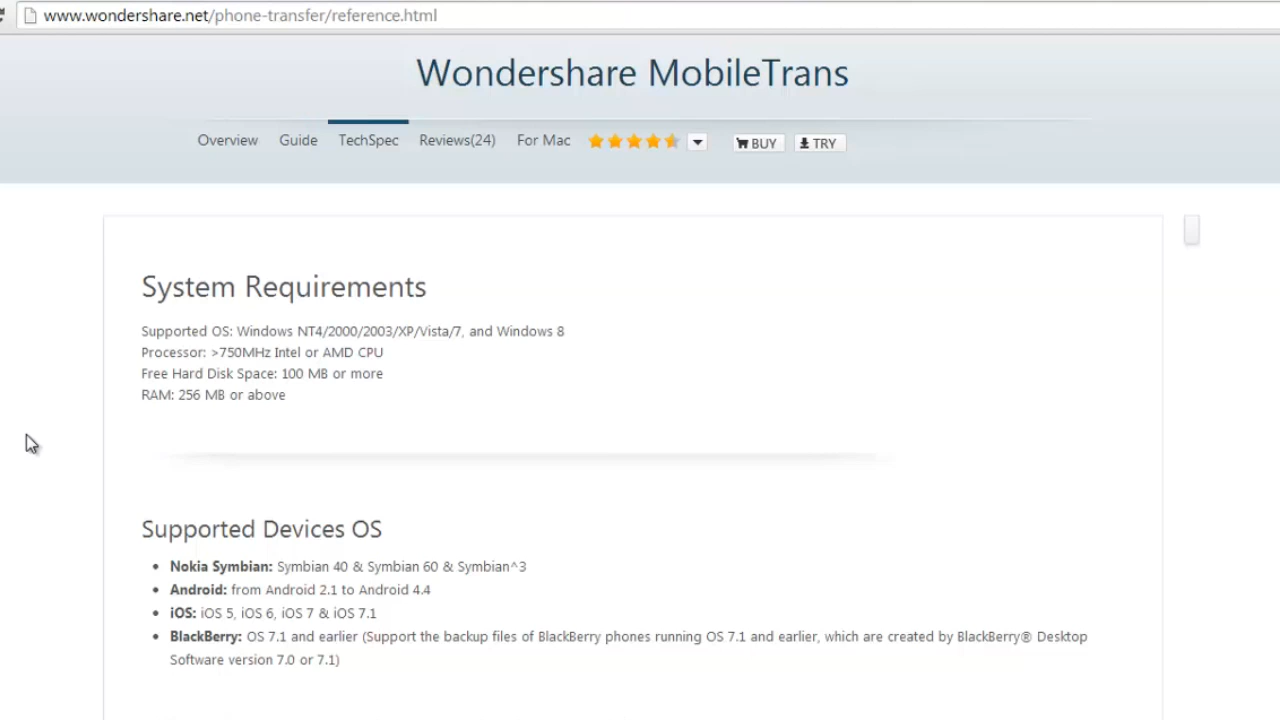 www.wondershare.net/phone-transfer/reference.html
Wondershare MobileTrans
Overview Guide TechSpec Reviews(24) For Mac BUY TRY
System Requirements
Supported OS: Windows NT4/2000/2003/XP/Vista/7, and Windows 8
Processor: >750MHz Intel or AMD CPU
Free Hard Disk Space: 100 MB or more
RAM: 256 MB or above
Supported Devices OS
• Nokia Symbian: Symbian 40 & Symbian 60 & Symbian^3
• Android: from Android 2.1 to Android 4.4
• iOS: iOS 5, iOS 6, iOS 7 & iOS 7.1
• BlackBerry: OS 7.1 and earlier (Support the backup files of BlackBerry phones running OS 7.1 and earlier, which are created by BlackBerry® Desktop
Software version 7.0 or 7.1)